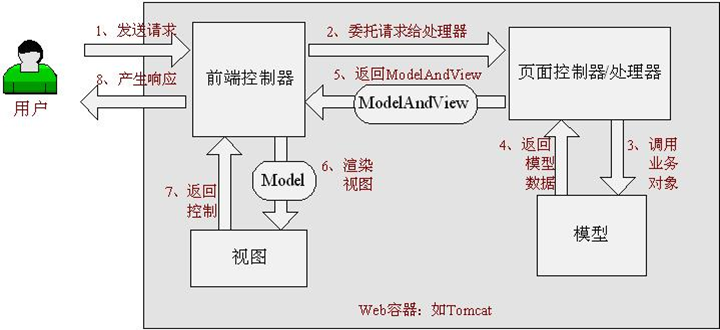 1、发送请求
2、委托请求给处理器
8、产生响应
用户
前端控制器
5、返回ModelAndView
ModelAndView
页面控制器/处理器
4、返回
模型
数据
3、调用
业务
对象
Model
6、渲染
视图
7、返回
控制
视图
模型
Web容器：如Tomcat